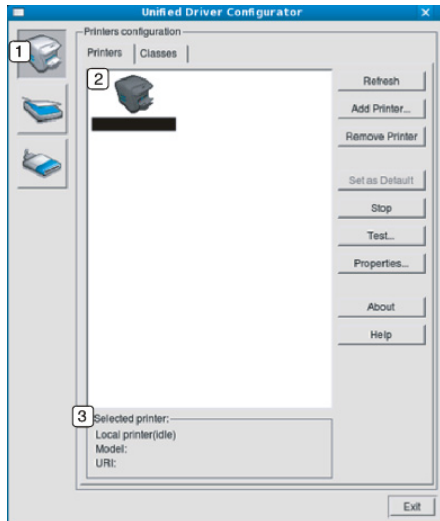 Unified Driver Configurator
Printers configuration
1
Printers Classes
2
Refresh
Add Printer...
Remove Printer
Set as Default
Stop
Test...
Properties...
About
Help
3
Selected printer:
Local printer(idle)
Model:
URI:
Exit